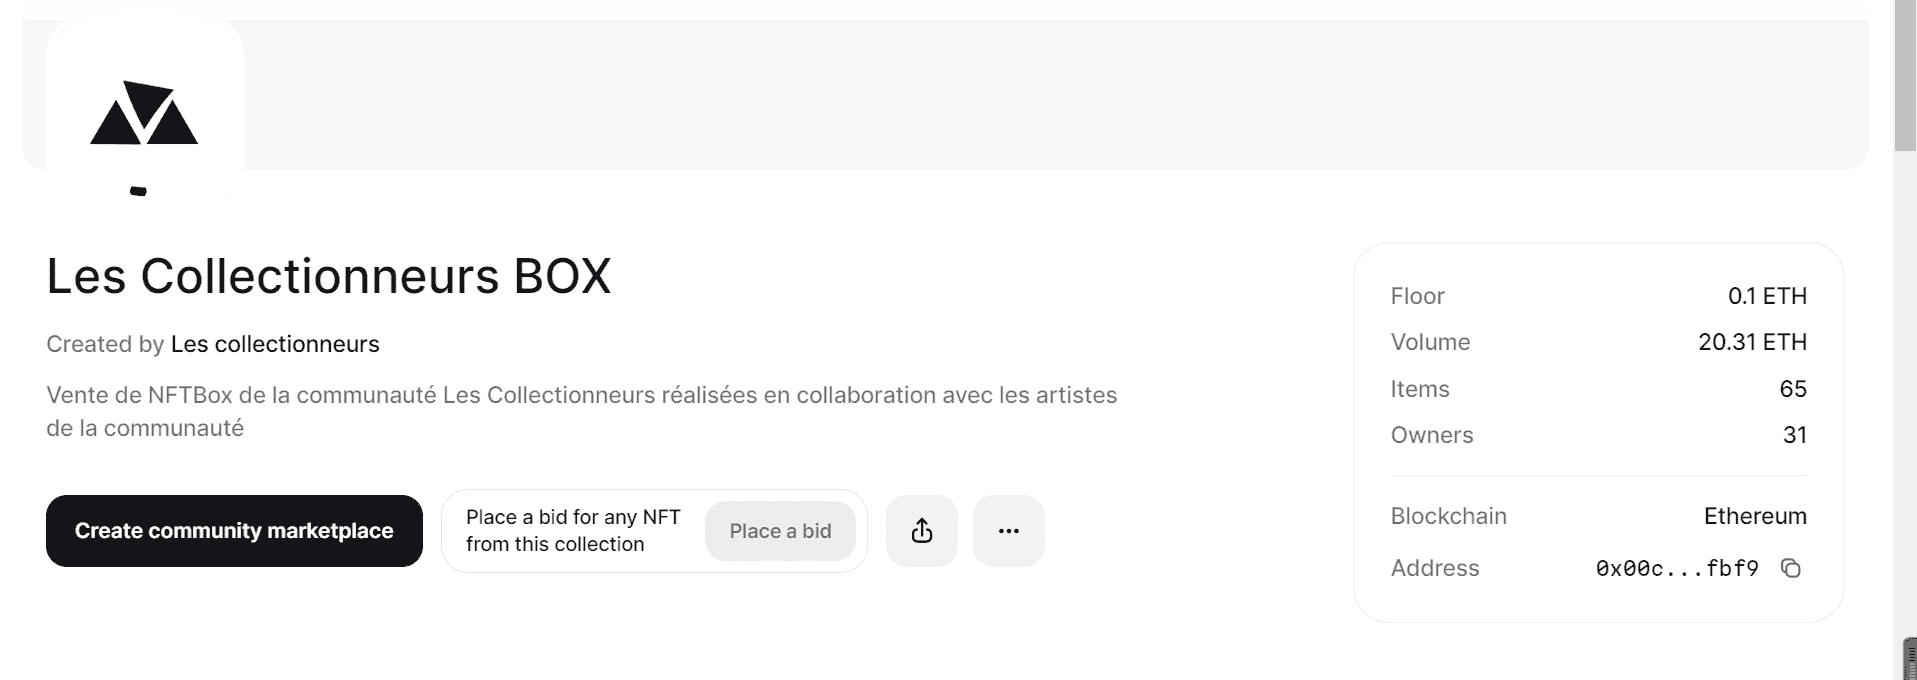 Les Collectionneurs BOX
Created by Les collectionneurs
Vente de NFTBox de la communauté Les Collectionneurs réalisées en collaboration avec les artistes
de la communauté
Create community marketplace
Place a bid for any NFT
from this collection
Place a bid
Floor 0.1 ETH
Volume 20.31 ETH
Items 65
Owners 31
Blockchain Ethereum
Address 0x00c...fbf9